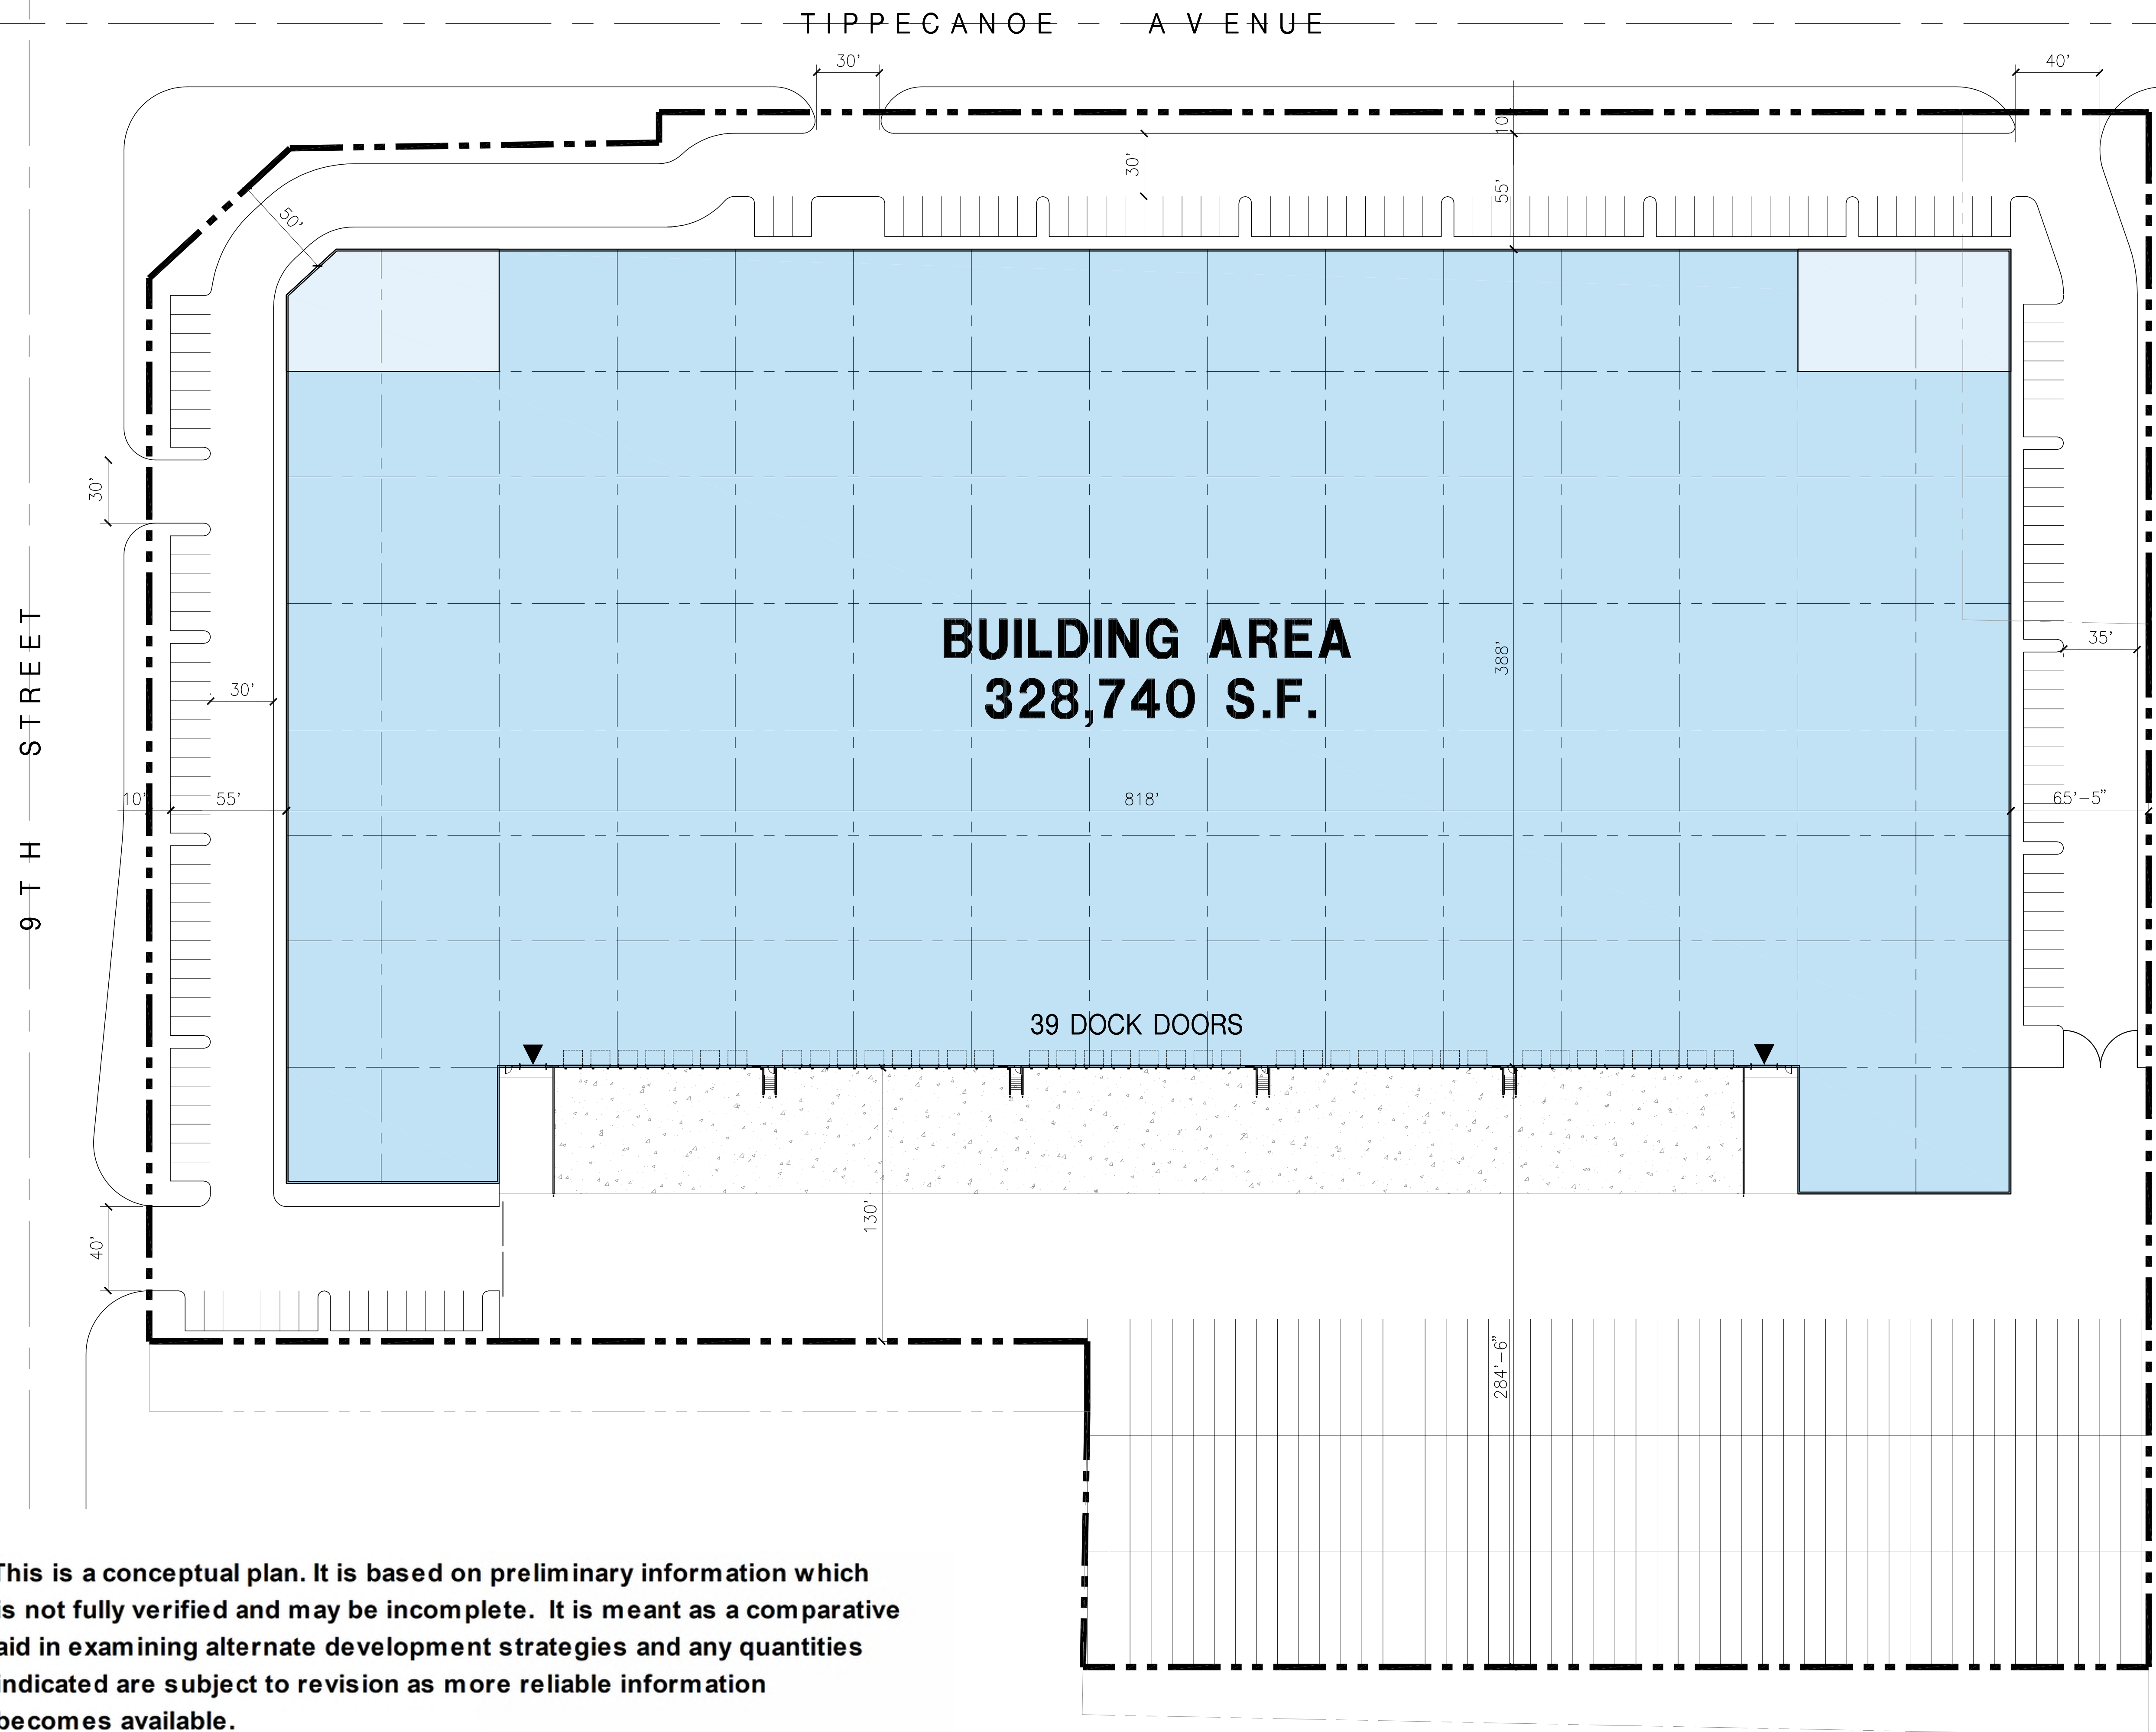 TIPPECANOE AVENUE
30'
40'
10'
30'
55'
50'
9TH STREET
30'
BUILDING AREA
328,740 S.F.
388'
35'
30'
10'
55'
818'
65'-5"
39 DOCK DOORS
130'
40'
284'-6"
This is a conceptual plan. It is based on preliminary information which
is not fully verified and may be incomplete. It is meant as a comparative
aid in examining alternate development strategies and any quantities
indicated are subject to revision as more reliable information
becomes available.